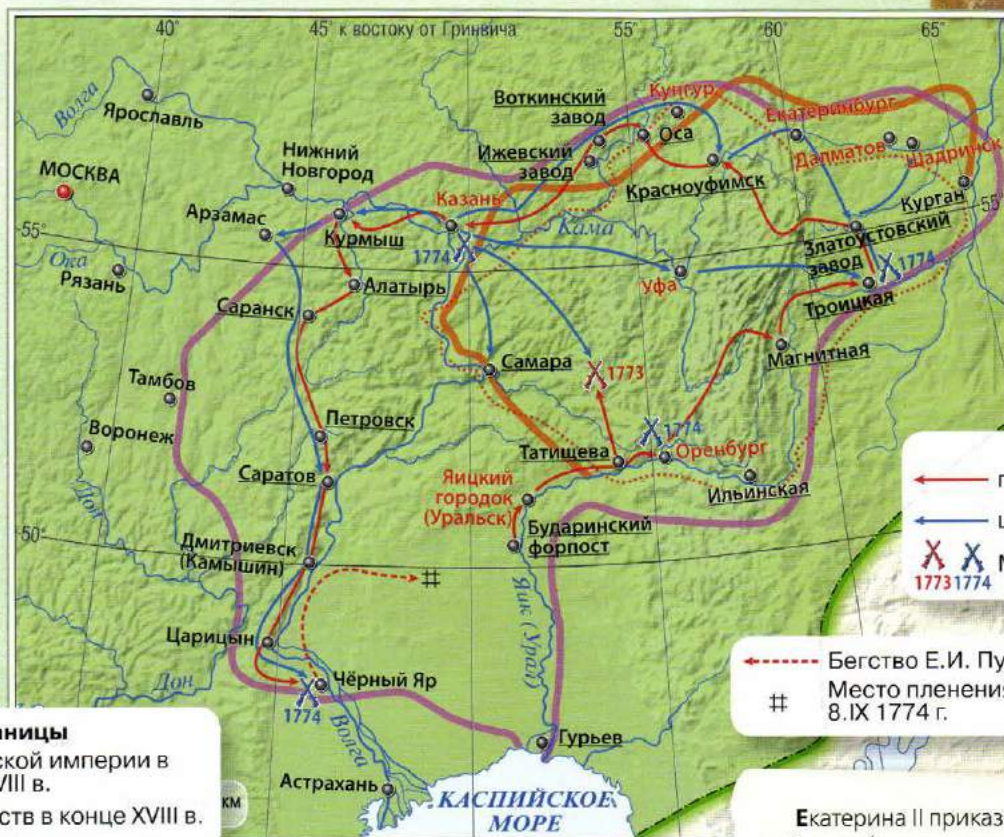 40°
45°
к востоку от Гринвича
55°
60°
65°
Волга
Ярославль
Воткинский
завод
Кунгур
Екатеринбург
Оса
МОСКВА
Нижний
Новгород
Ижевский
завод
Далматов
Шадринск
Красноуфимск
Курган
55°
Казань
Арзамас
55°
Курмыш
1774
Кама
Златоустовский
завод
1774
Ока
Рязань
Алатырь
Уфа
Троицкая
Саранск
Магнитная
Самара
1773
Тамбов
Петровск
1774
Воронеж
Татищева
Оренбург
Саратов
Яицкий
городок
(Уральск)
Ильинская
Дон
50°
Бударинский
форпост
Дмитриевск
(Камышин)
1773 1774
Яик (Урал)
Царицын
Бегство Е.И. Пу
Дон
Чёрный Яр
Место пленения
8.IX 1774 г.
1774
Волга
Гурьев
аницы
ской империи в
VIII в.
ств в конце XVIII в.
км
Астрахань
КАСПИЙСКОЕ
МОРЕ
Екатерина II приказ